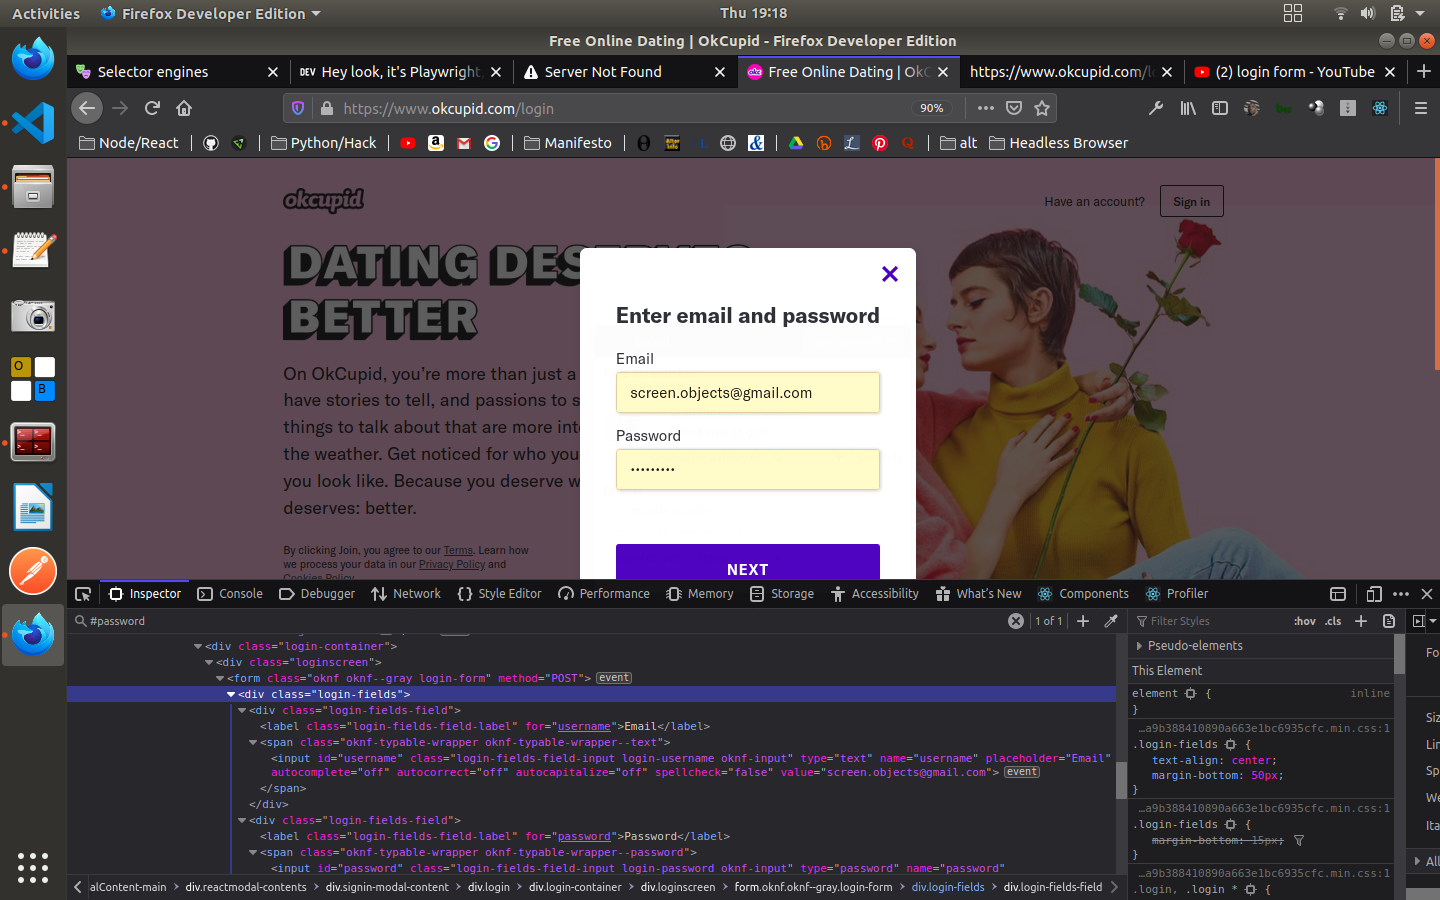 Activities
Firefox Developer Edition
Thu 19:18
Free Online Dating | OkCupid - Firefox Developer Edition
Selector engines
DEV Hey look, it's Playwright,
Server Not Found
okc Free Online Dating | OkC
https://www.okcupid.com/l
(2) login form - YouTube
https://www.okcupid.com/login
90%
Node/React
Python/Hack
Manifesto
alt
Headless Browser
okcupid
Have an account?
Sign in
DATING DESERVES
BETTER
On OkCupid, you're more than just a
have stories to tell, and passions to s
things to talk about that are more int
the weather. Get noticed for who you
you look like. Because you deserve w
deserves: better.
By clicking Join, you agree to our Terms. Learn how
we process your data in our Privacy Policy and
Cookies Policy
Enter email and password
Email
screen.objects@gmail.com
Password
•••••••••
NEXT
Inspector
Console
Debugger
Network
Style Editor
Performance
Memory
Storage
Accessibility
What's New
Components
Profiler
#password
1 of 1
Filter Styles
:hov .cls
<div class="login-container">
<div class="loginscreen">
<form class="oknf oknf--gray login-form" method="POST"> event
<div class="login-fields">
<div class="login-fields-field">
<label class="login-fields-field-label" for="username">Email</label>
<span class="oknf-typable-wrapper oknf-typable-wrapper--text">
<input id="username" class="login-fields-field-input login-username oknf-input" type="text" name="username" placeholder="Email"
autocomplete="off" autocorrect="off" autocapitalize="off" spellcheck="false" value="screen.objects@gmail.com"> event
</span>
</div>
<div class="login-fields-field">
<label class="login-fields-field-label" for="password">Password</label>
<span class="oknf-typable-wrapper oknf-typable-wrapper--password">
<input id="password" class="login-fields-field-input login-password oknf-input" type="password" name="password"
alContent-main
div.reactmodal-contents
div.signin-modal-content
div.login
div.login-container
div.loginscreen
form.oknf.oknf--gray.login-form
div.login-fields
div.login-fields-field
Pseudo-elements
This Element
element {
inline
}
…a9b388410890a663e1bc6935cfc.min.css:1
.login-fields {
text-align: center;
margin-bottom: 50px;
}
…a9b388410890a663e1bc6935cfc.min.css:1
.login-fields {
margin-bottom: 15px;
}
…a9b388410890a663e1bc6935cfc.min.css:1
.login, .login * {
Fo
Siz
Lin
Sp
We
Ita
All